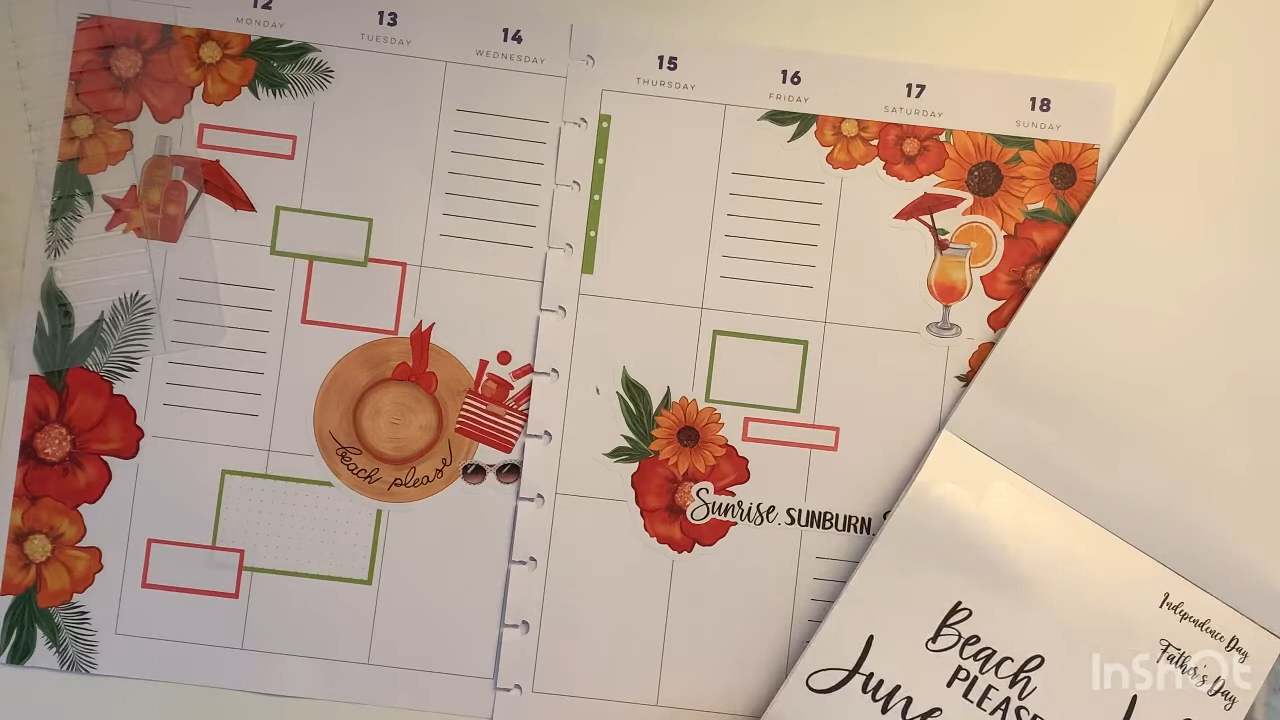 12
MONDAY
13
TUESDAY
14
WEDNESDAY
15
THURSDAY
16
FRIDAY
17
SATURDAY
18
SUNDAY
beach please
Sunrise. SUNBURN.
Independence Day
Father's Day
Beach
PLEASE
June
InShOt